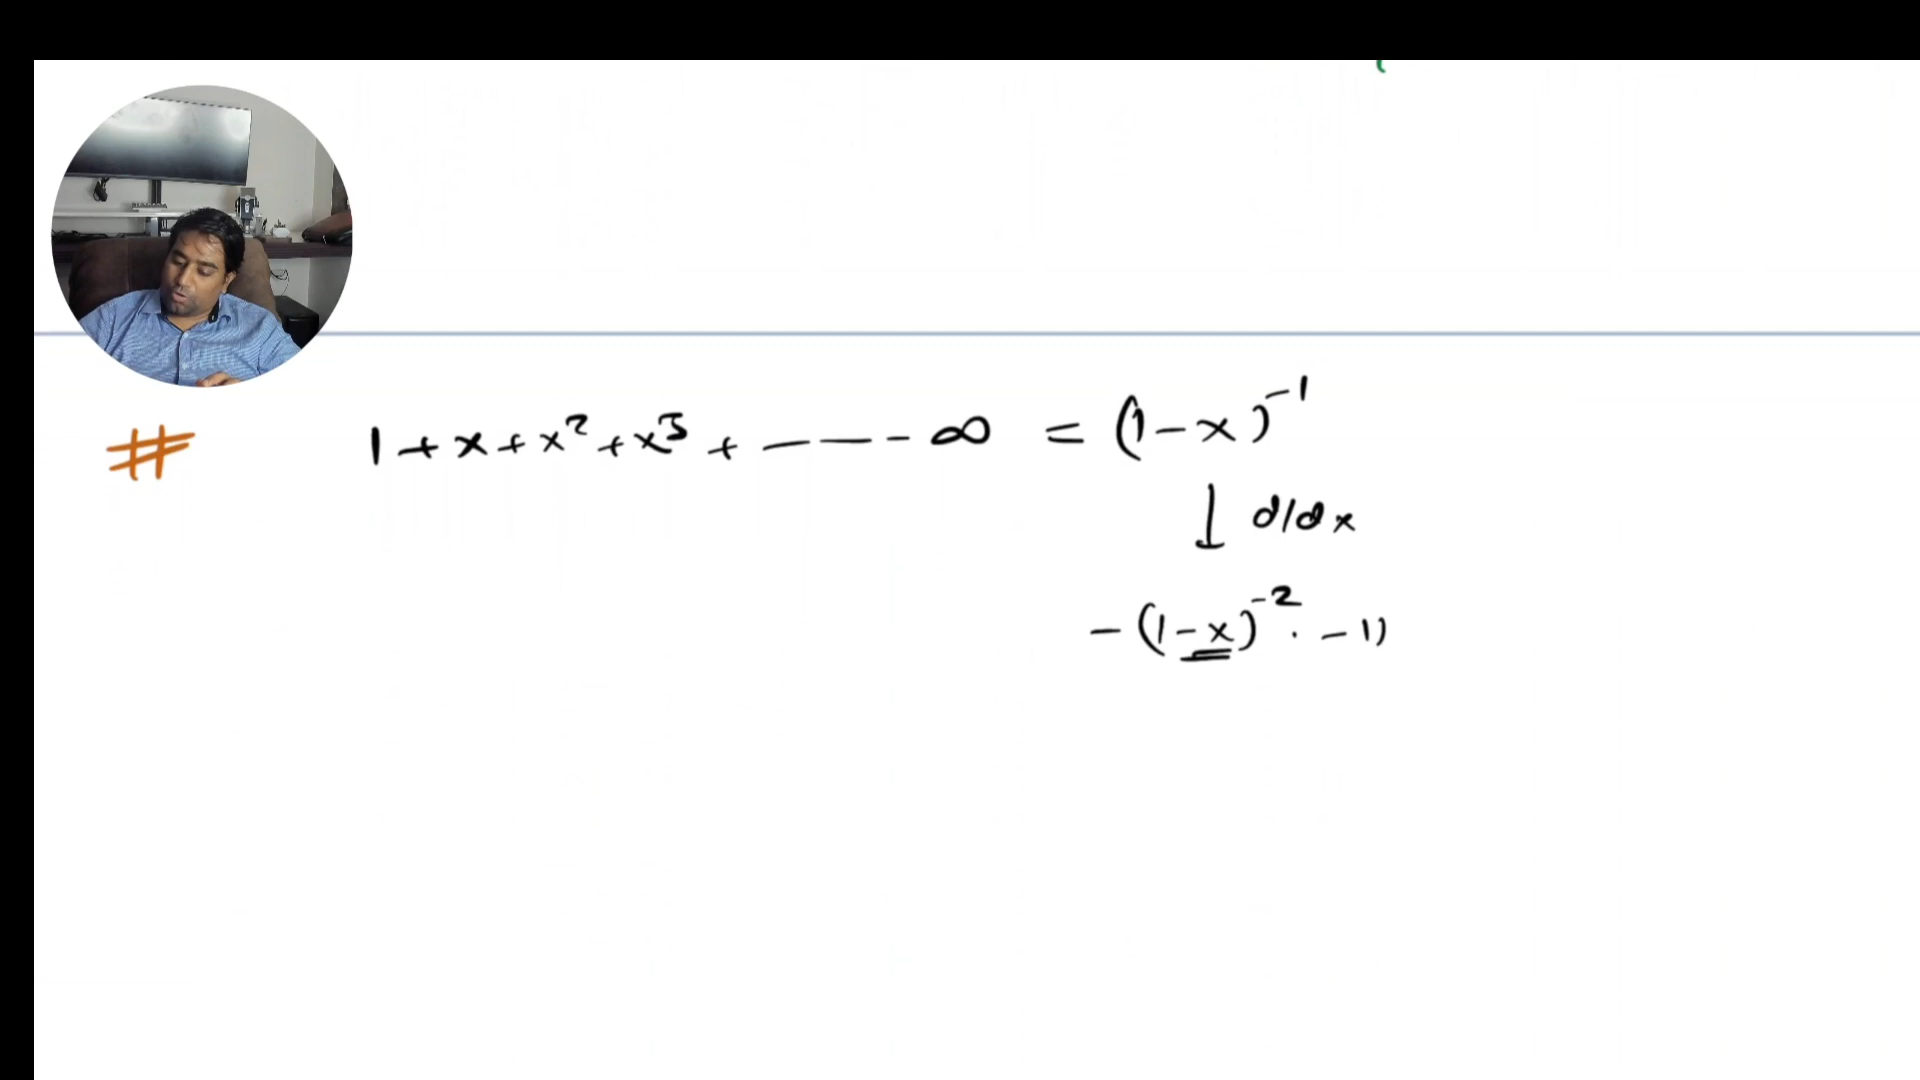 # 1 + x + x² + x³ + ——- ∞ = (1-x)⁻¹
↓ d/dx
-(1-x)⁻² · -1)